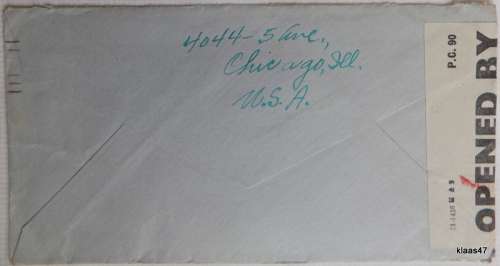 4044-5 Ave.,
Chicago, Ill.
U.S.A.
P.C. 90
OPENED BY
klaas47